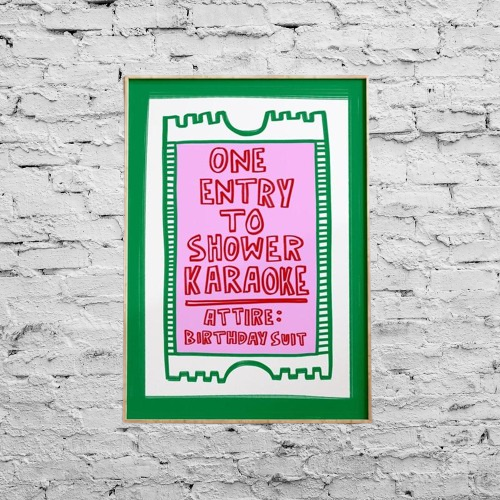 ONE
ENTRY
TO
SHOWER
KARAOKE
ATTIRE:
BIRTHDAY SUIT